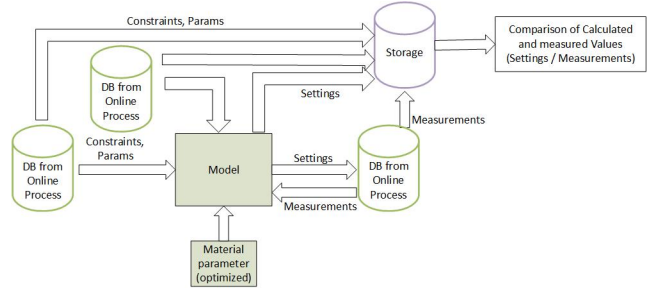 Constraints, Params
Storage
Comparison of Calculated
and measured Values
(Settings / Measurements)
DB from
Online
Process
Settings
Measurements
Constraints,
Params
DB from
Online
Process
Model
Settings
Measurements
DB from
Online
Process
Material
parameter
(optimized)